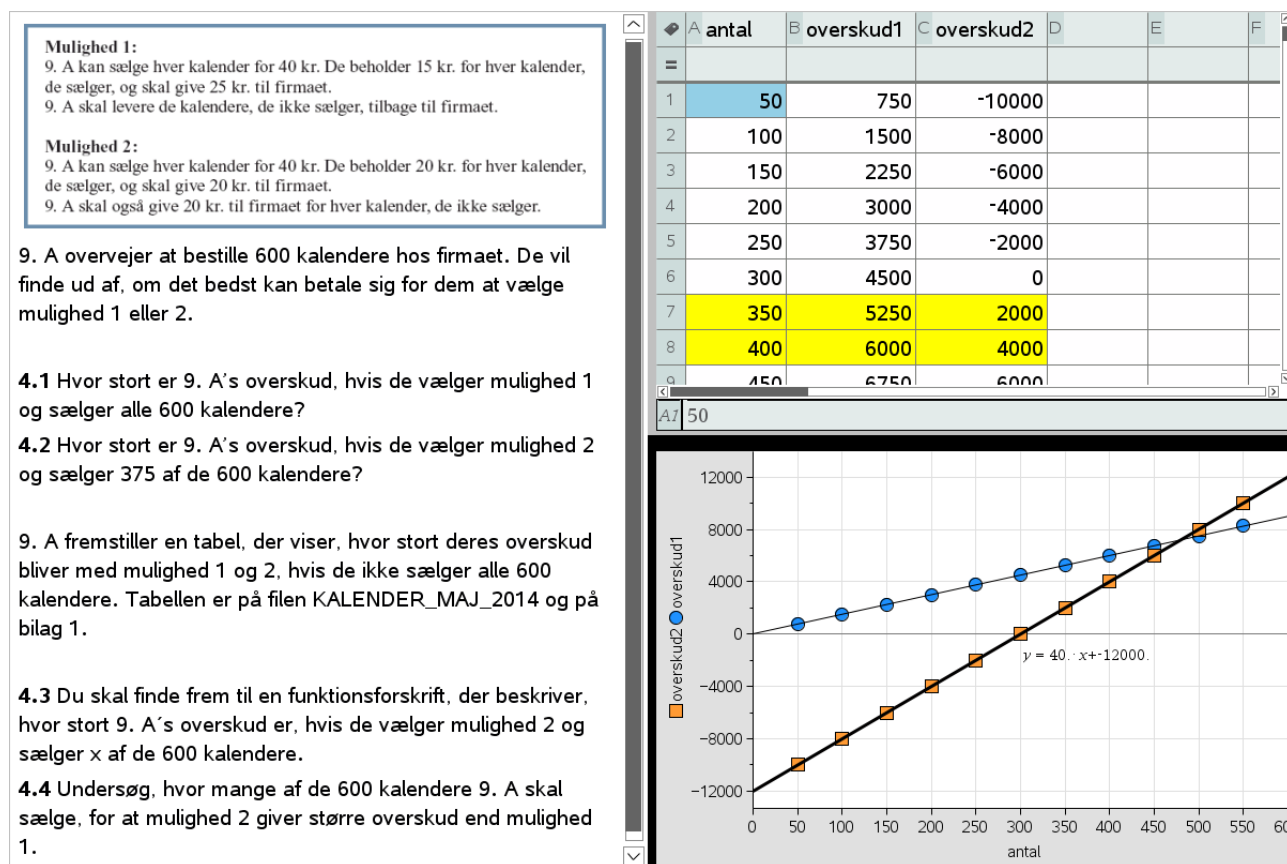 Mulighed 1:
9. A kan sælge hver kalender for 40 kr. De beholder 15 kr. for hver kalender,
de sælger, og skal give 25 kr. til firmaet.
9. A skal levere de kalendere, de ikke sælger, tilbage til firmaet.
Mulighed 2:
9. A kan sælge hver kalender for 40 kr. De beholder 20 kr. for hver kalender,
de sælger, og skal give 20 kr. til firmaet.
9. A skal også give 20 kr. til firmaet for hver kalender, de ikke sælger.
9. A overvejer at bestille 600 kalendere hos firmaet. De vil
finde ud af, om det bedst kan betale sig for dem at vælge
mulighed 1 eller 2.
4.1 Hvor stort er 9. A's overskud, hvis de vælger mulighed 1
og sælger alle 600 kalendere?
4.2 Hvor stort er 9. A's overskud, hvis de vælger mulighed 2
og sælger 375 af de 600 kalendere?
9. A fremstiller en tabel, der viser, hvor stort deres overskud
bliver med mulighed 1 og 2, hvis de ikke sælger alle 600
kalendere. Tabellen er på filen KALENDER_MAJ_2014 og på
bilag 1.
4.3 Du skal finde frem til en funktionsforskrift, der beskriver,
hvor stort 9. A´s overskud er, hvis de vælger mulighed 2 og
sælger x af de 600 kalendere.
4.4 Undersøg, hvor mange af de 600 kalendere 9. A skal
sælge, for at mulighed 2 giver større overskud end mulighed
1.
A antal B overskud1 C overskud2 D E F
=
1 50 750 -10000
2 100 1500 -8000
3 150 2250 -6000
4 200 3000 -4000
5 250 3750 -2000
6 300 4500 0
7 350 5250 2000
8 400 6000 4000
9 450 6750 6000
A1 50
12000
8000
4000
0
-4000
-8000
-12000
overskud2 overskud1
y = 40.·x+-12000.
0 50 100 150 200 250 300 350 400 450 500 550 60
antal